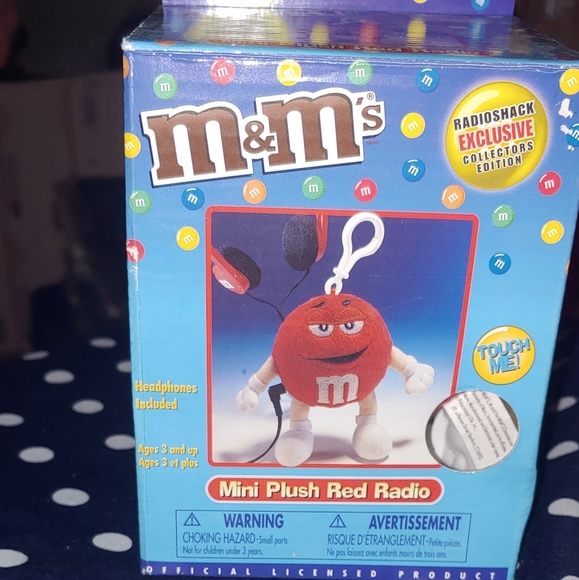 m&m's®
RADIOSHACK
EXCLUSIVE
COLLECTORS
EDITION
m
TOUCH
ME!
Headphones
included
Ages 3 and up
Ages 3 et plus
Mini Plush Red Radio
WARNING
CHOKING HAZARD-Small parts.
Not for children under 3 years.
AVERTISSEMENT
RISQUE D'ÉTRANGLEMENT-Petite pièces.
Ne pas laissez avec enfants moins de trois ans.
OFFICIAL LICENSED PRODUCT